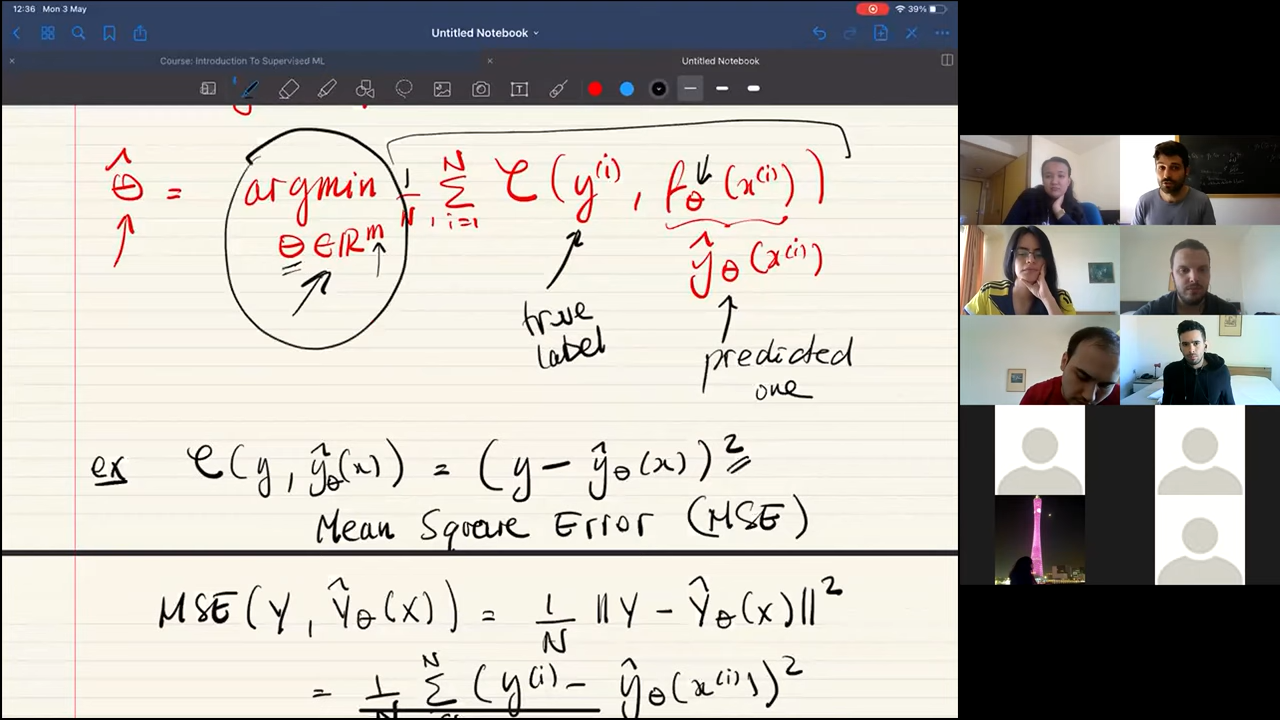 12:36 Mon 3 May
39%
Untitled Notebook
Course: Introduction To Supervised ML
Untitled Notebook
θ̂ = argmin 1/N Σ_{i=1}^{N} ℓ(y^(i), f_θ(x^(i)))
θ ∈ ℝ^m
ŷ_θ(x^(i))
true
label
predicted
one
ex ℓ(y, ŷ_θ(x)) = (y - ŷ_θ(x))²
Mean Square Error (MSE)
MSE(Y, Ŷ_θ(X)) = 1/N ||Y - Ŷ_θ(X)||²
= 1/N Σ^N (y^(i) - ŷ_θ(x^(i)))²